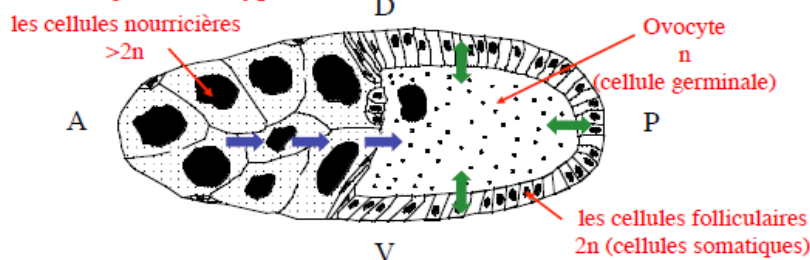 D
les cellules nourricières
>2n
Ovocyte
n
(cellule germinale)
A
P
les cellules folliculaires
2n (cellules somatiques)
V